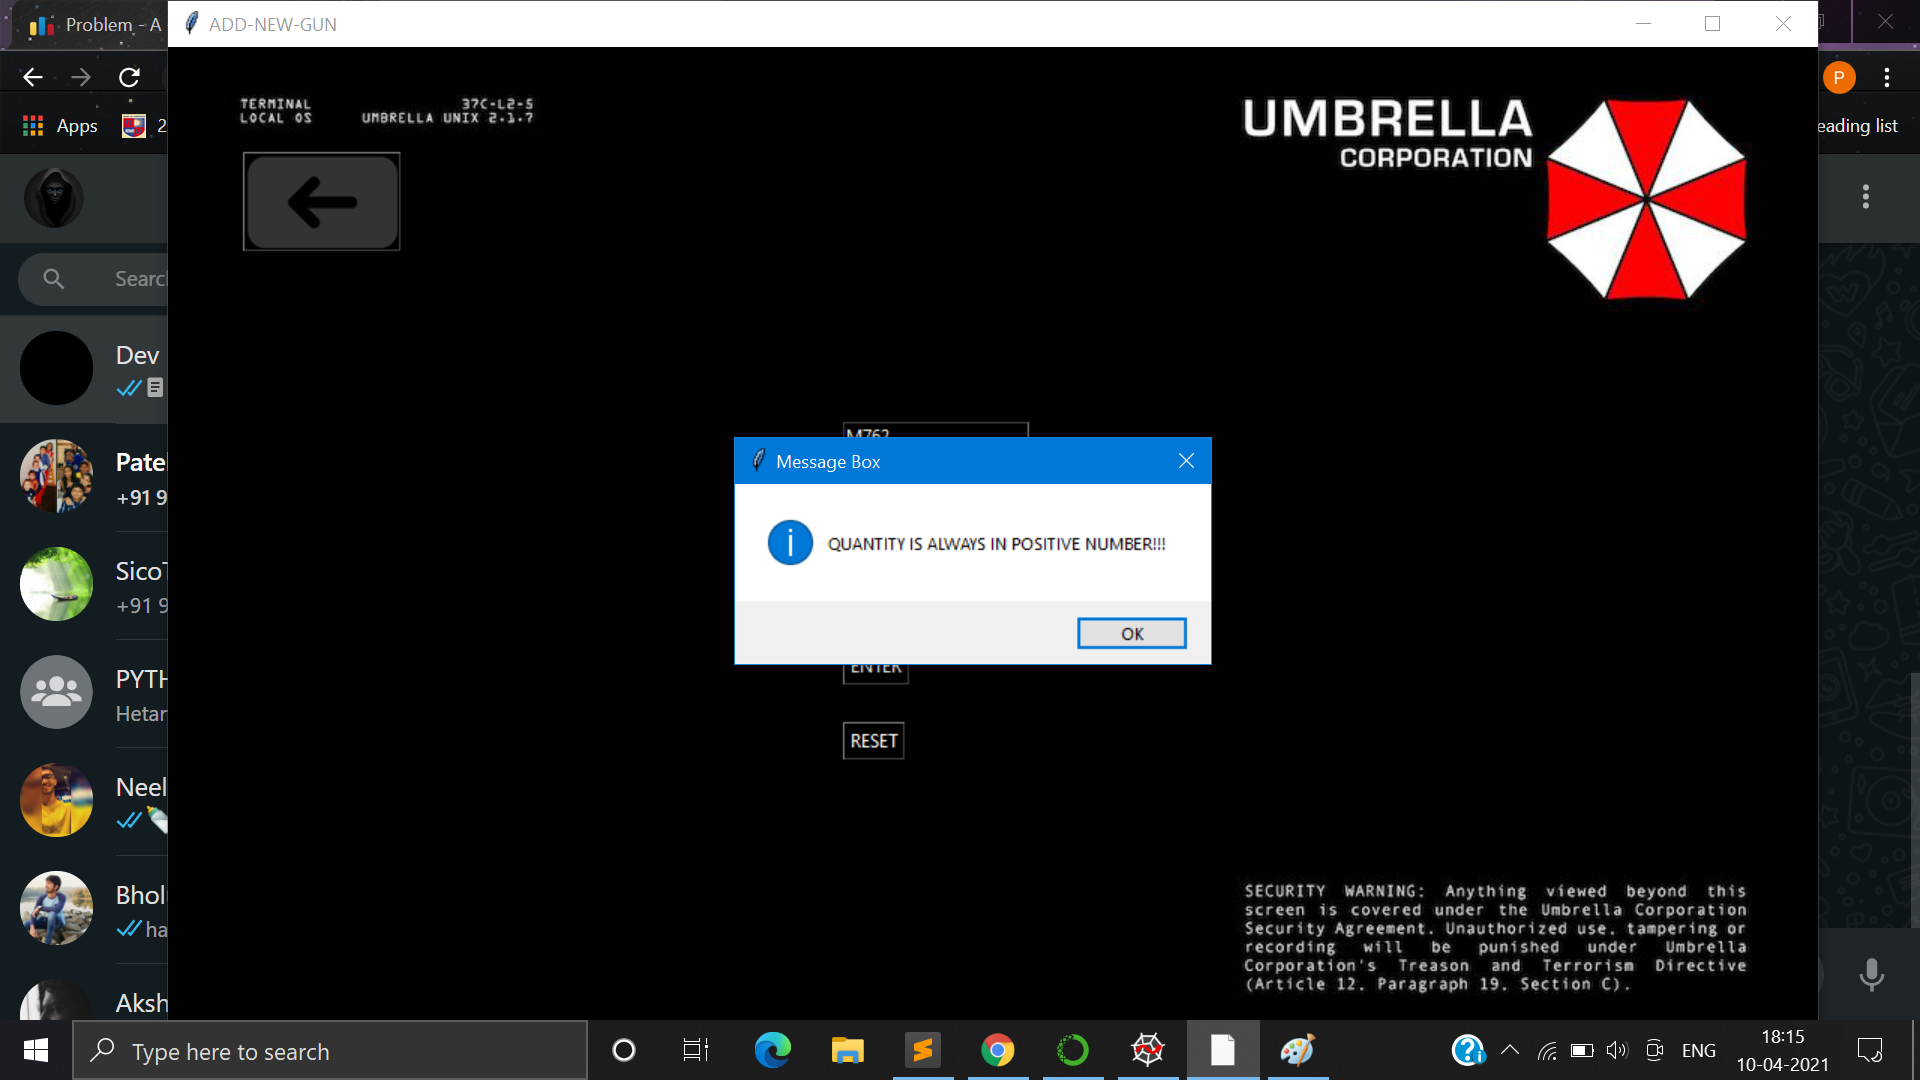 Problem - A
ADD-NEW-GUN
P
Apps
2
eading list
TERMINAL 37C-L2-S
LOCAL OS UMBRELLA UNIX 2.1.7
UMBRELLA
CORPORATION
Search
Dev
Patel
+91 9
SicoT
+91 9
PYTH
Hetar
Neel
Bhol
ha
Aksh
M762
Message Box
QUANTITY IS ALWAYS IN POSITIVE NUMBER!!!
OK
ENTER
RESET
SECURITY WARNING: Anything viewed beyond this
screen is covered under the Umbrella Corporation
Security Agreement. Unauthorized use, tampering or
recording will be punished under Umbrella
Corporation's Treason and Terrorism Directive
(Article 12, Paragraph 19, Section C).
Type here to search
ENG
18:15
10-04-2021